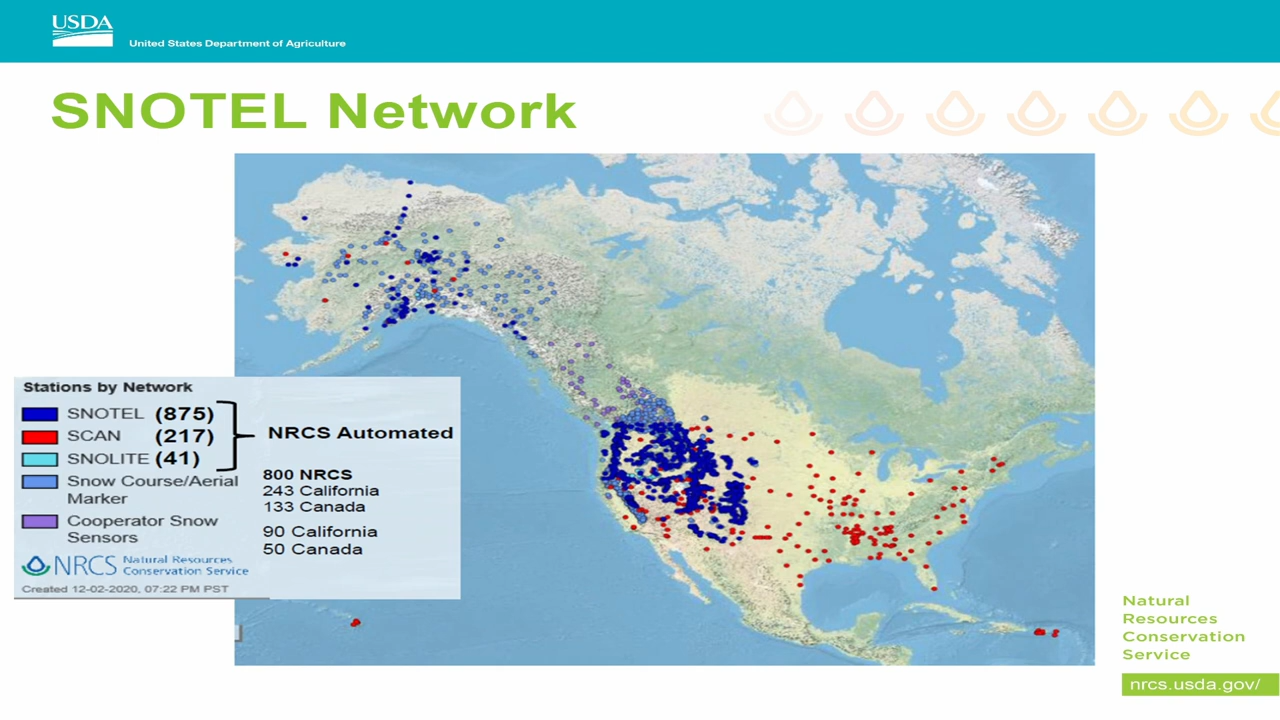 USDA
United States Department of Agriculture
SNOTEL Network
Stations by Network
SNOTEL (875)
SCAN (217)
SNOLITE (41)
NRCS Automated
Snow Course/Aerial
Marker
800 NRCS
243 California
133 Canada
Cooperator Snow
Sensors
90 California
50 Canada
NRCS Natural Resources
Conservation Service
Created 12-02-2020, 07:22 PM PST
Natural
Resources
Conservation
Service
nrcs.usda.gov/